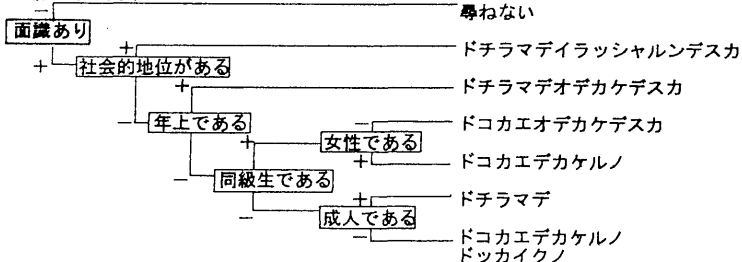 尋ねない
－
面識あり
＋
ドチラマデイラッシャルンデスカ
＋
社会的地位がある
＋
ドチラマデオデカケデスカ
－
年上である
－
ドコカエオデカケデスカ
＋
女性である
＋
ドコカエデカケルノ
－
同級生である
＋
ドチラマデ
－
成人である
－
ドコカエデカケルノ
ドッカイクノ